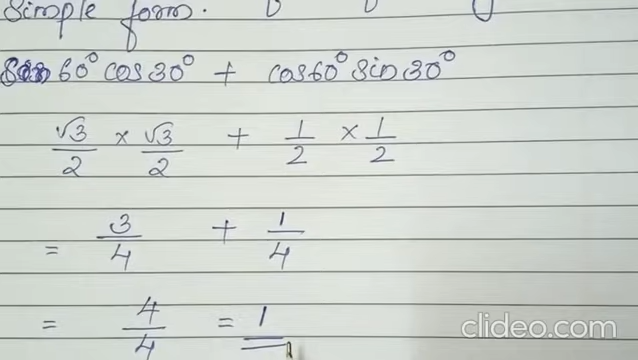 simple form.
Sin 60° cos 30° + cos 60° sin 30°
√3/2 × √3/2 + 1/2 × 1/2
= 3/4 + 1/4
= 4/4 = 1
clideo.com